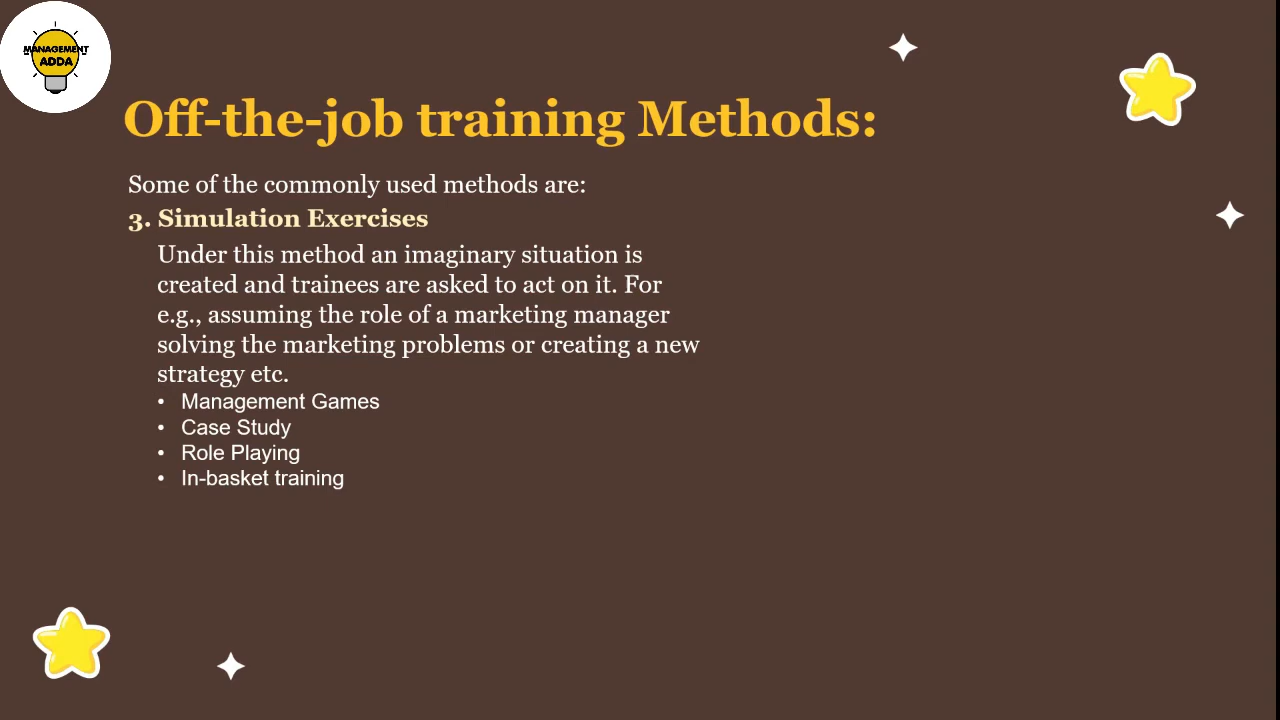 MANAGEMENT
ADDA
Off-the-job training Methods:
Some of the commonly used methods are:
3. Simulation Exercises
Under this method an imaginary situation is
created and trainees are asked to act on it. For
e.g., assuming the role of a marketing manager
solving the marketing problems or creating a new
strategy etc.
• Management Games
• Case Study
• Role Playing
• In-basket training